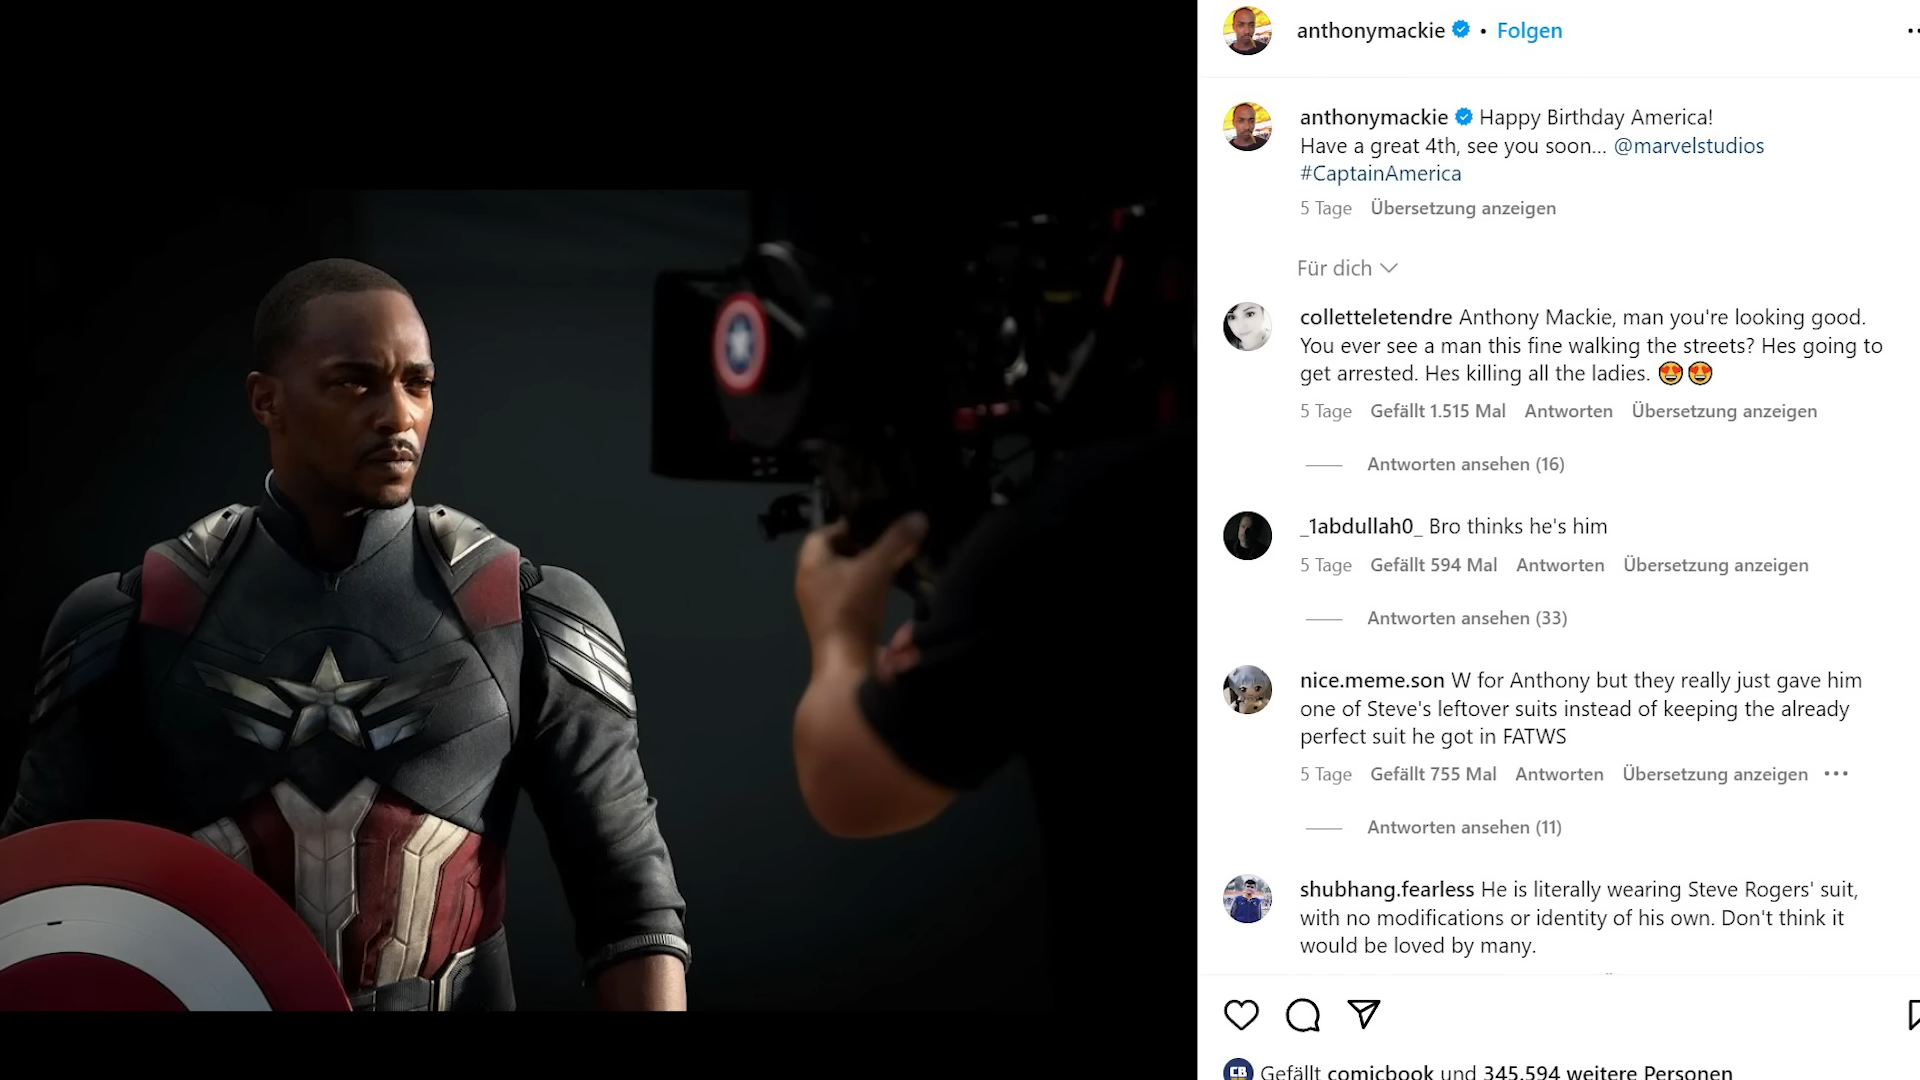 anthonymackie • Folgen
anthonymackie Happy Birthday America!
Have a great 4th, see you soon... @marvelstudios
#CaptainAmerica
5 Tage Übersetzung anzeigen
Für dich
colletteletendre Anthony Mackie, man you're looking good.
You ever see a man this fine walking the streets? Hes going to
get arrested. Hes killing all the ladies. 😍😍
5 Tage Gefällt 1.515 Mal Antworten Übersetzung anzeigen
Antworten ansehen (16)
_1abdullah0_ Bro thinks he's him
5 Tage Gefällt 594 Mal Antworten Übersetzung anzeigen
Antworten ansehen (33)
nice.meme.son W for Anthony but they really just gave him
one of Steve's leftover suits instead of keeping the already
perfect suit he got in FATWS
5 Tage Gefällt 755 Mal Antworten Übersetzung anzeigen
Antworten ansehen (11)
shubhang.fearless He is literally wearing Steve Rogers' suit,
with no modifications or identity of his own. Don't think it
would be loved by many.
CB Gefällt comicbook und 345.594 weitere Personen